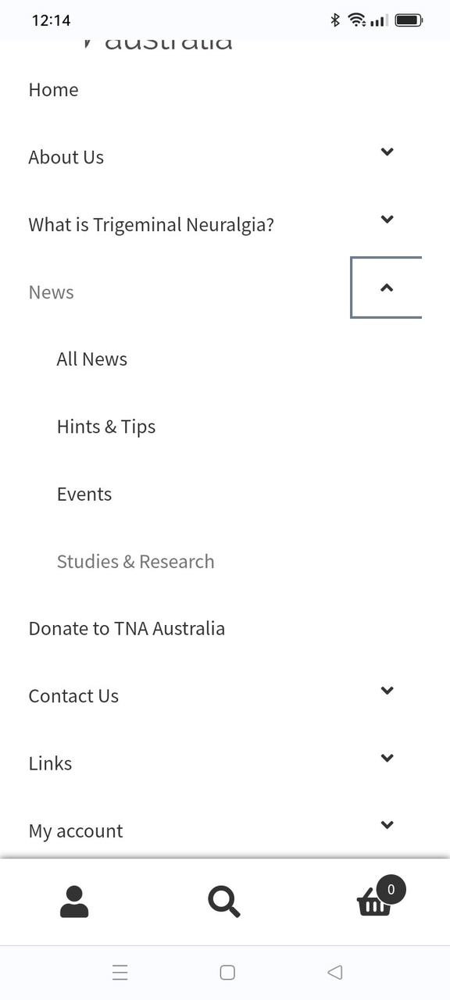 12:14
australia
Home
About Us
What is Trigeminal Neuralgia?
News
All News
Hints & Tips
Events
Studies & Research
Donate to TNA Australia
Contact Us
Links
My account
0